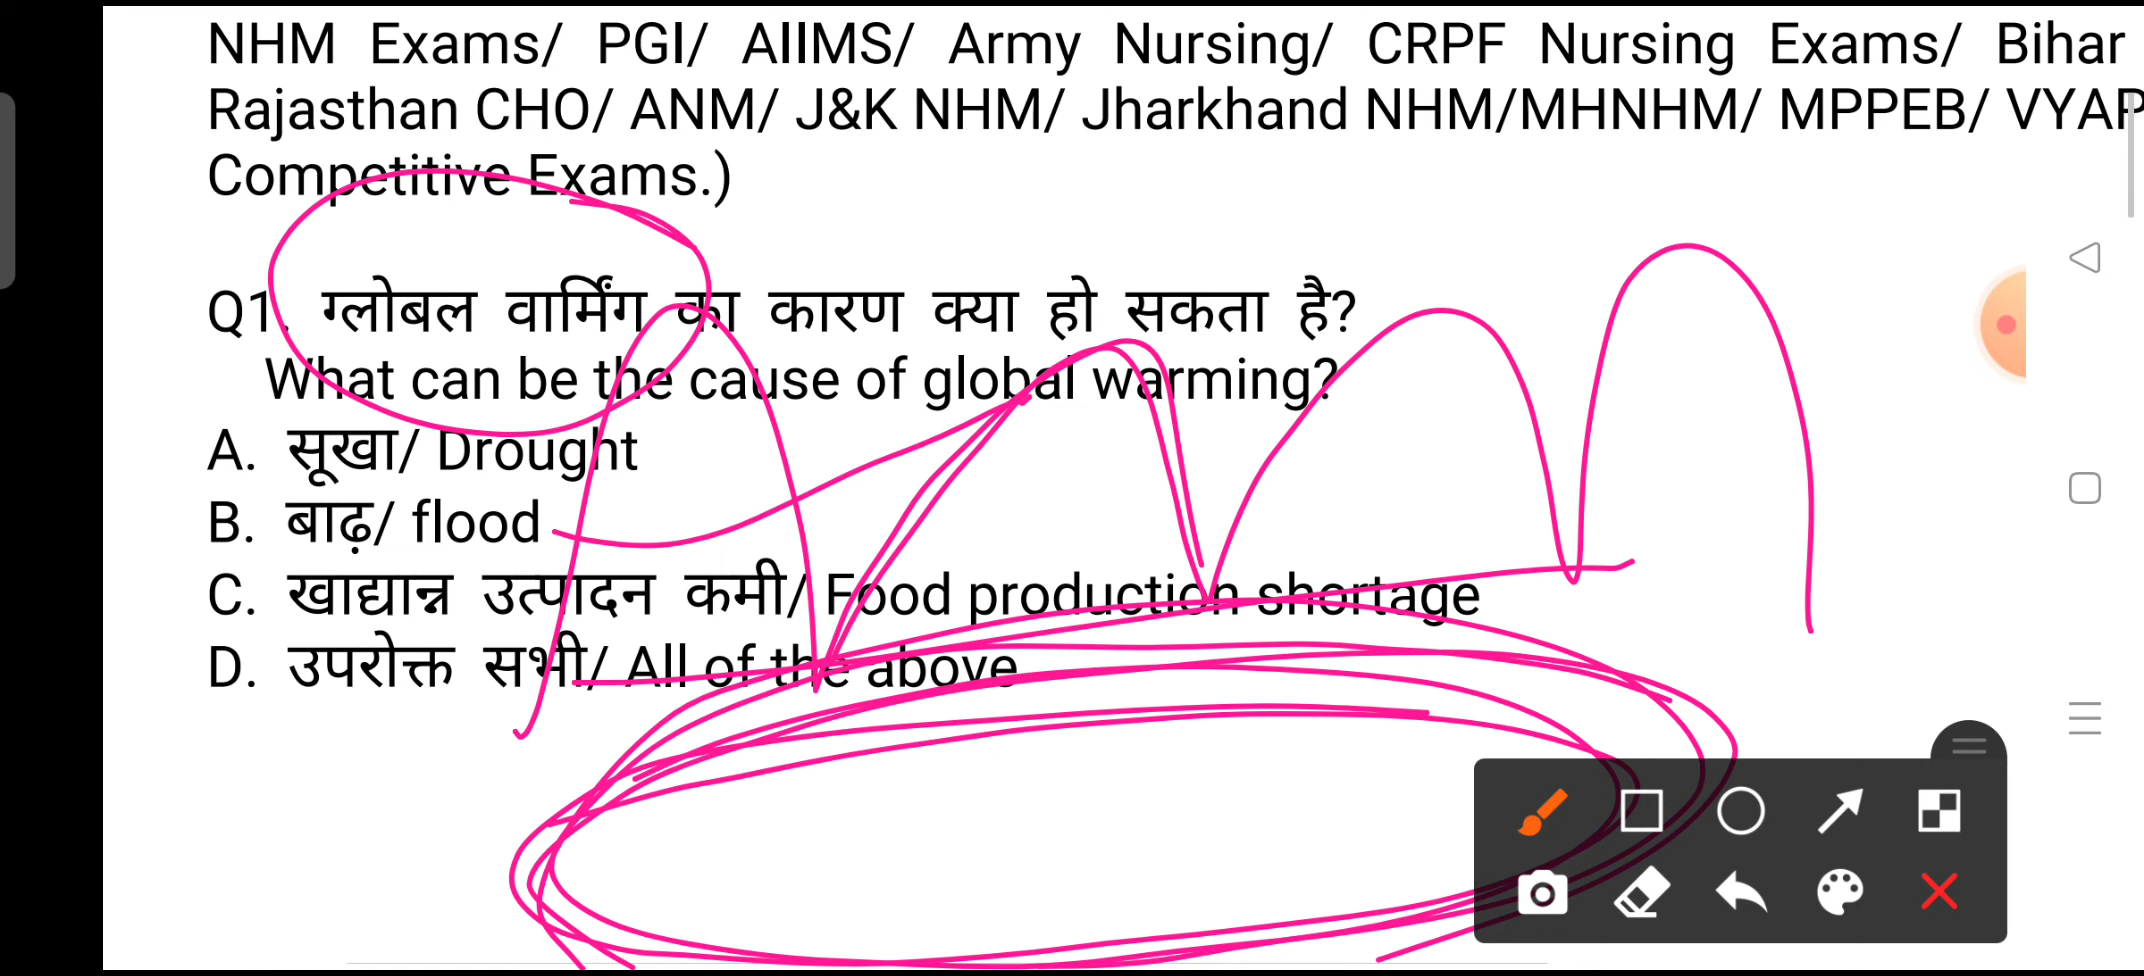 NHM Exams/ PGI/ AIIMS/ Army Nursing/ CRPF Nursing Exams/ Bihar
Rajasthan CHO/ ANM/ J&K NHM/ Jharkhand NHM/MHNHM/ MPPEB/ VYAP
Competitive Exams.)
Q1. ग्लोबल वार्मिंग का कारण क्या हो सकता है?
What can be the cause of global warming?
A. सूखा/ Drought
B. बाढ़/ flood
C. खाद्यान्न उत्पादन कमी/ Food production shortage
D. उपरोक्त सभी/ All of the above